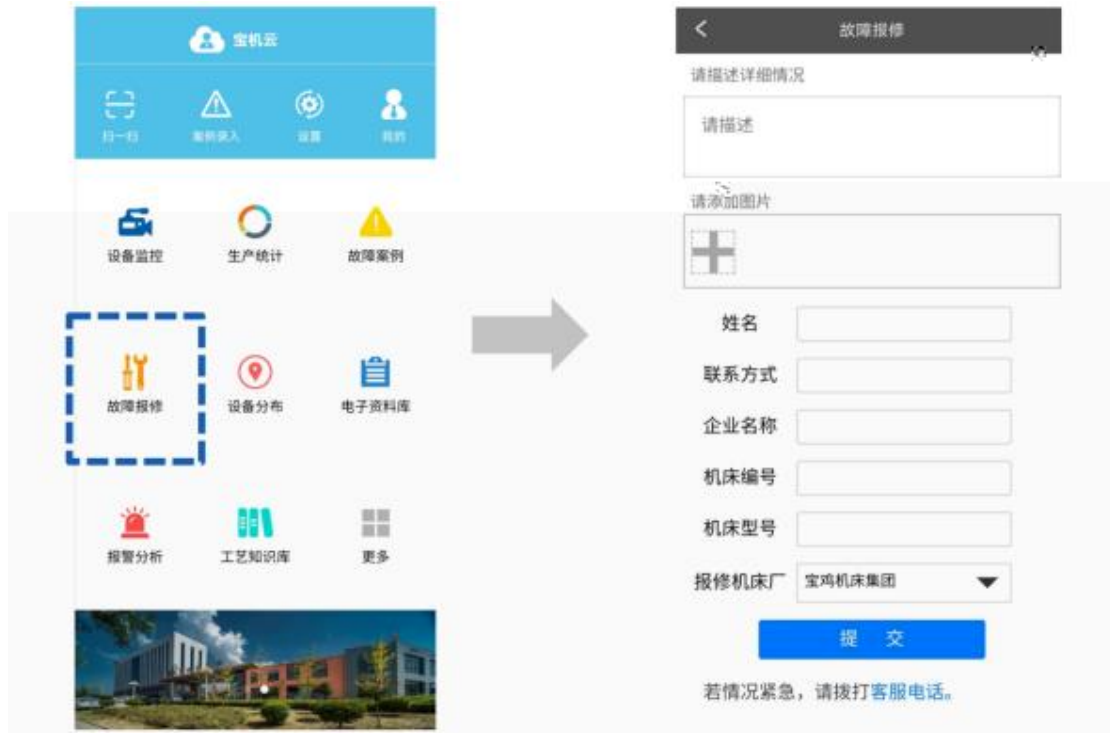 宝机云
扫一扫 案例录入 设置 我的
设备监控 生产统计 故障案例
故障报修 设备分布 电子资料库
报警分析 工艺知识库 更多
故障报修
请描述详细情况
请描述
请添加图片
姓名
联系方式
企业名称
机床编号
机床型号
报修机床厂 宝鸡机床集团
提 交
若情况紧急，请拨打客服电话。